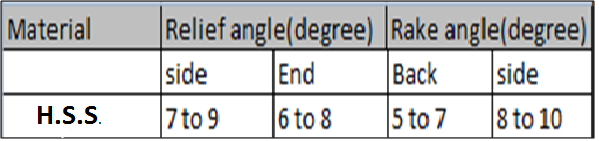 Material Relief angle(degree) Rake angle(degree)
side End Back side
H.S.S. 7 to 9 6 to 8 5 to 7 8 to 10